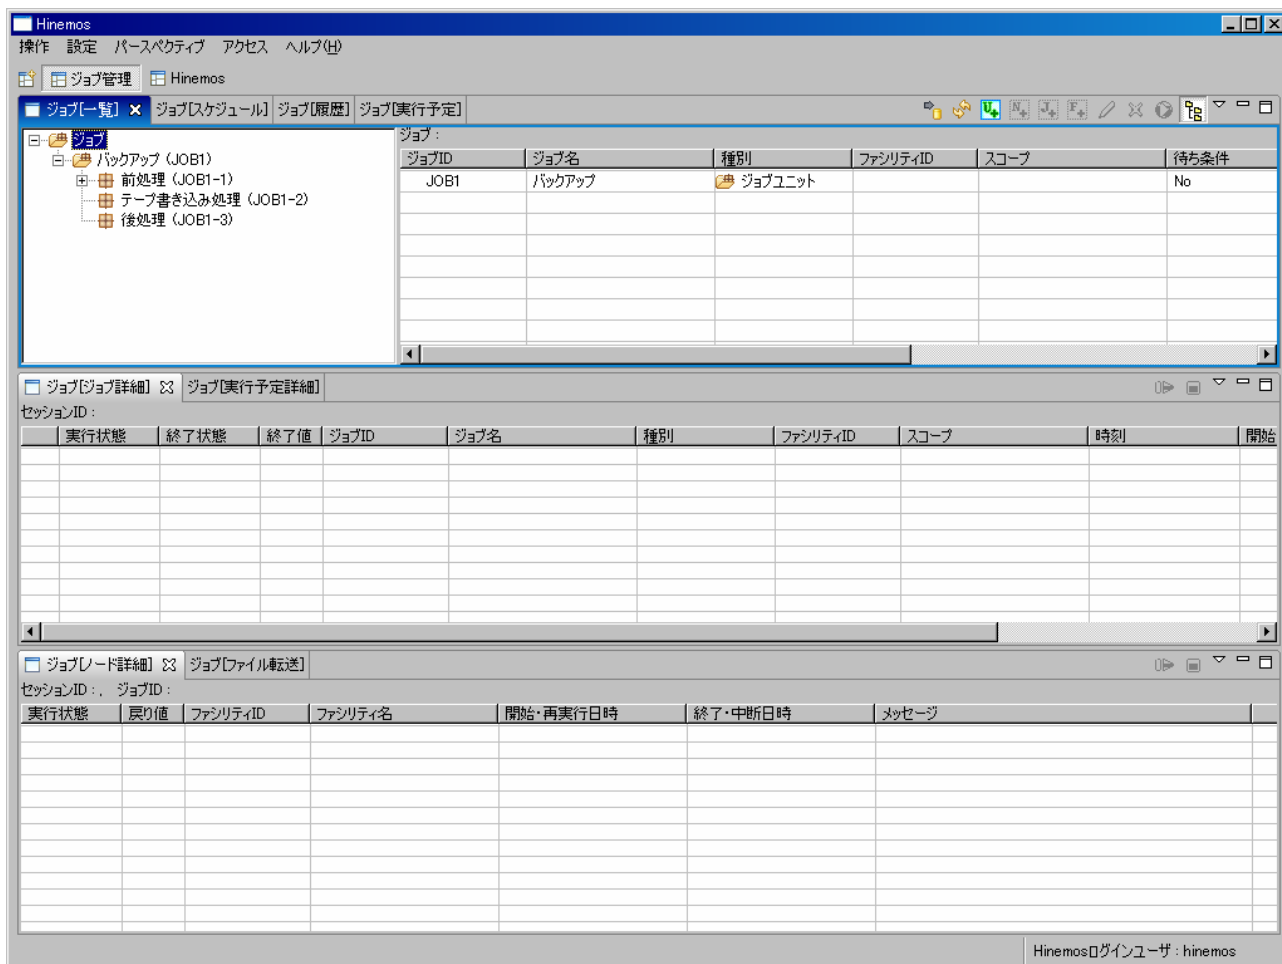 Hinemos
操作 設定 パースペクティブ アクセス ヘルプ(H)
ジョブ管理 Hinemos
ジョブ[一覧] ジョブ[スケジュール] ジョブ[履歴] ジョブ[実行予定]
ジョブ
バックアップ (JOB1)
前処理 (JOB1-1)
テープ書き込み処理 (JOB1-2)
後処理 (JOB1-3)
ジョブ :
ジョブID ジョブ名 種別 ファシリティID スコープ 待ち条件
JOB1 バックアップ ジョブユニット No
ジョブ[ジョブ詳細] ジョブ[実行予定詳細]
セッションID :
実行状態 終了状態 終了値 ジョブID ジョブ名 種別 ファシリティID スコープ 時刻 開始
ジョブ[ノード詳細] ジョブ[ファイル転送]
セッションID : , ジョブID :
実行状態 戻り値 ファシリティID ファシリティ名 開始・再実行日時 終了・中断日時 メッセージ
Hinemosログインユーザ : hinemos